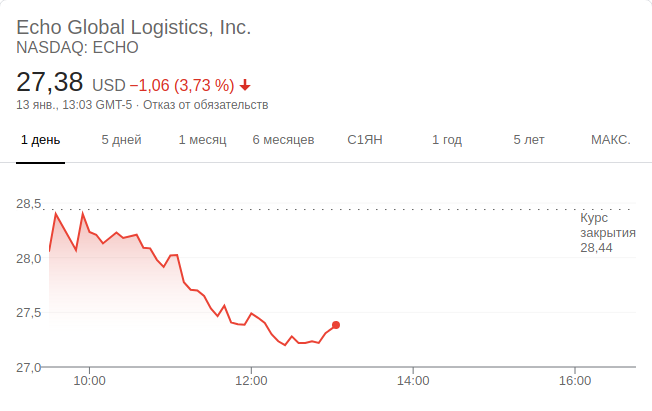 Echo Global Logistics, Inc.
NASDAQ: ECHO
27,38 USD −1,06 (3,73 %)
13 янв., 13:03 GMT-5 · Отказ от обязательств
1 день 5 дней 1 месяц 6 месяцев С1ЯН 1 год 5 лет МАКС.
28,5
Курс
закрытия
28,44
28,0
27,5
27,0
10:00 12:00 14:00 16:00